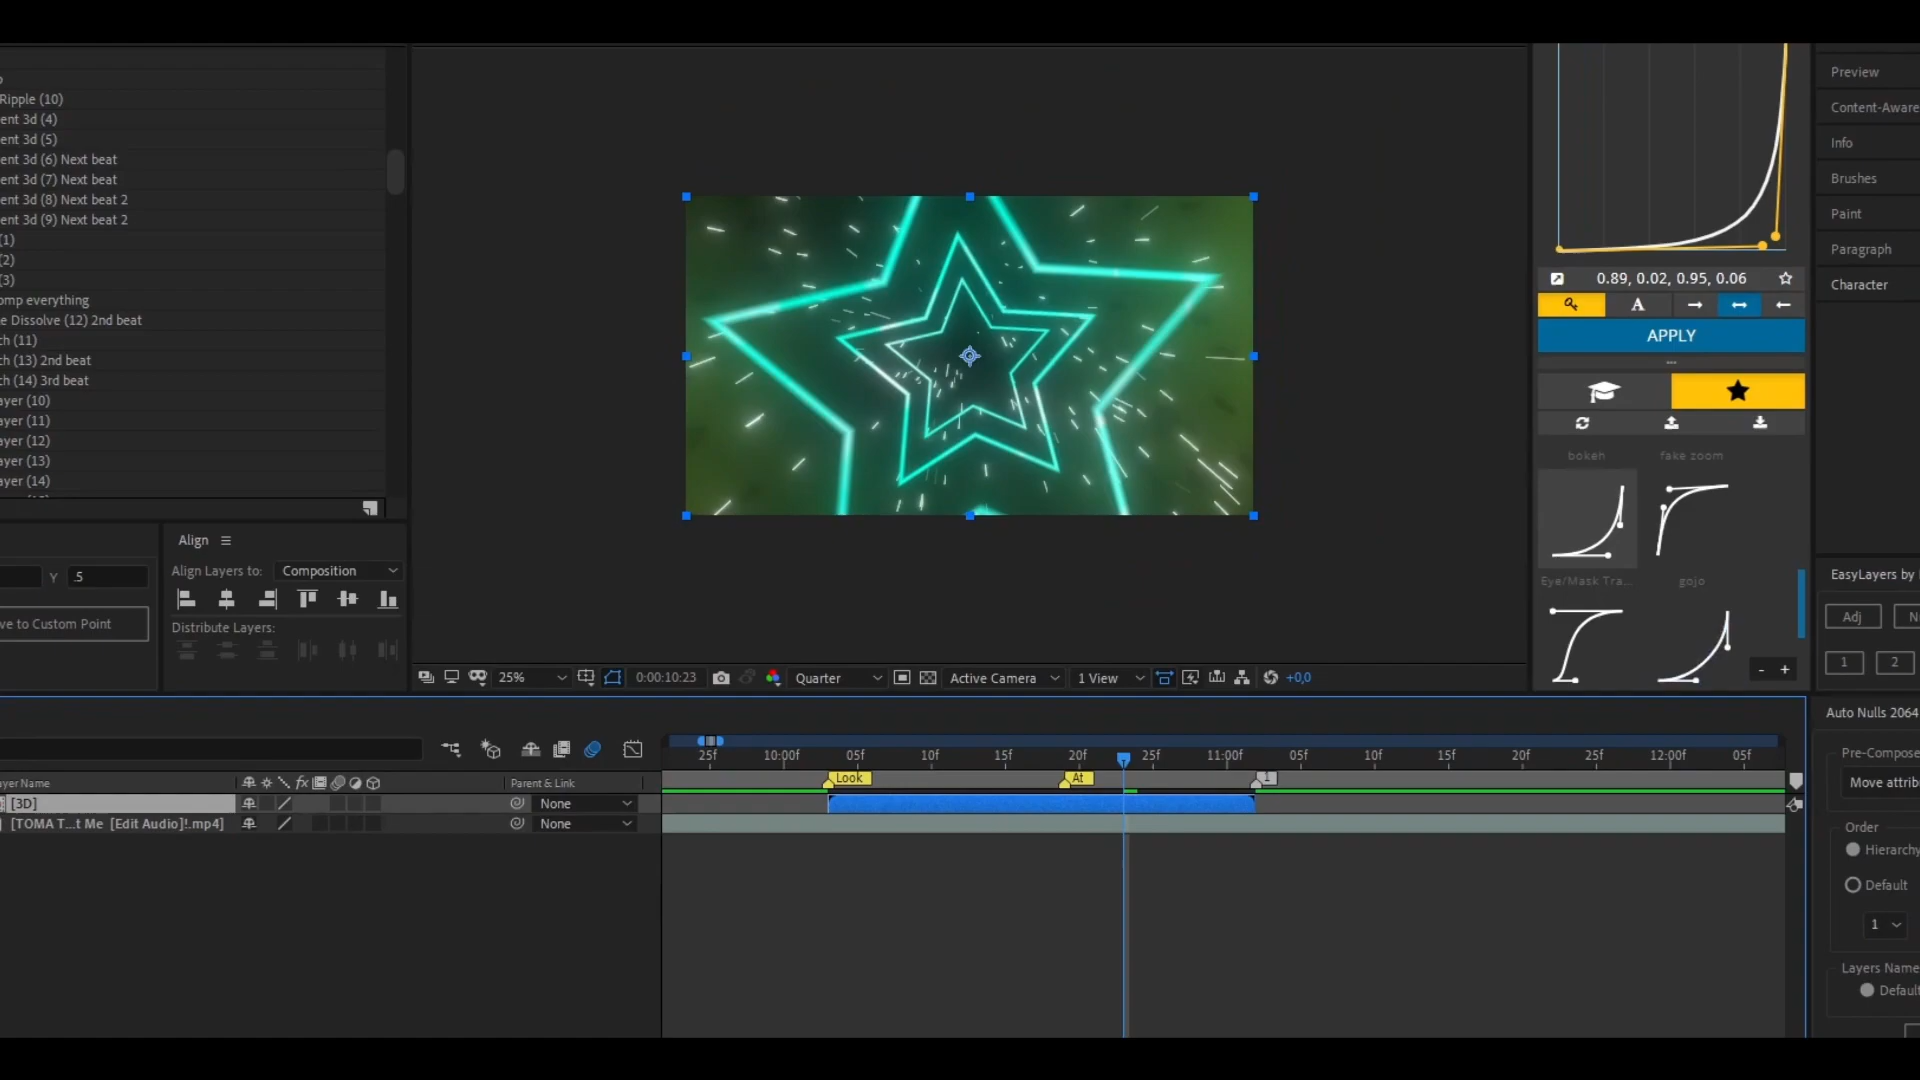 Ripple (10)
ent 3d (4)
ent 3d (5)
ent 3d (6) Next beat
ent 3d (7) Next beat
ent 3d (8) Next beat 2
ent 3d (9) Next beat 2
(1)
(2)
(3)
omp everything
e Dissolve (12) 2nd beat
ch (11)
ch (13) 2nd beat
ch (14) 3rd beat
ayer (10)
ayer (11)
ayer (12)
ayer (13)
ayer (14)
Y .5
ve to Custom Point
Align
Align Layers to: Composition
Distribute Layers:
25% 0:00:10:23 Quarter Active Camera 1 View +0,0
0.89, 0.02, 0.95, 0.06
A
APPLY
bokeh fake zoom
Eye/Mask Tra... gojo
- +
Preview
Content-Aware
Info
Brushes
Paint
Paragraph
Character
EasyLayers by
Adj N
1 2
ayer Name fx Parent & Link
[3D] None
[TOMA T...t Me [Edit Audio]!.mp4] None
25f 10:00f 05f 10f 15f 20f 25f 11:00f 05f 10f 15f 20f 25f 12:00f 05f
Look At 1
Auto Nulls 2064
Pre-Compose
Move attrib
Order
Hierarchy
Default
1
Layers Name
Default